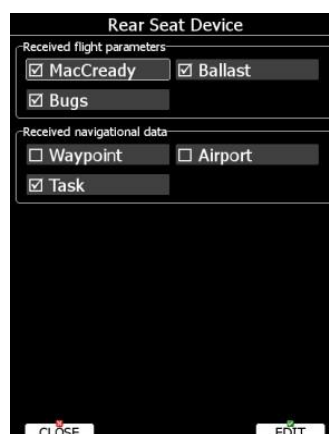 Rear Seat Device
Received flight parameters
MacCready Ballast
Bugs
Received navigational data
Waypoint Airport
Task
CLOSE EDIT